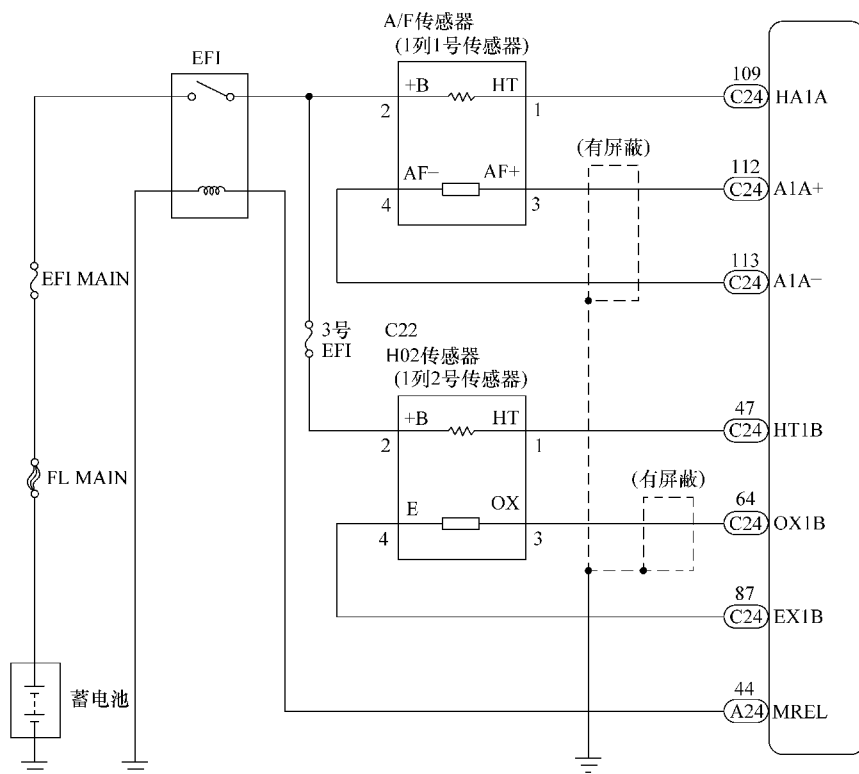 A/F传感器
(1列1号传感器)
EFI
+B
HT
2
1
109
C24
HA1A
(有屏蔽)
AF−
AF+
4
3
112
C24
A1A+
113
C24
A1A−
EFI MAIN
3号
EFI
C22
H02传感器
(1列2号传感器)
+B
HT
2
1
47
C24
HT1B
FL MAIN
(有屏蔽)
E
OX
4
3
64
C24
OX1B
87
C24
EX1B
蓄电池
44
A24
MREL